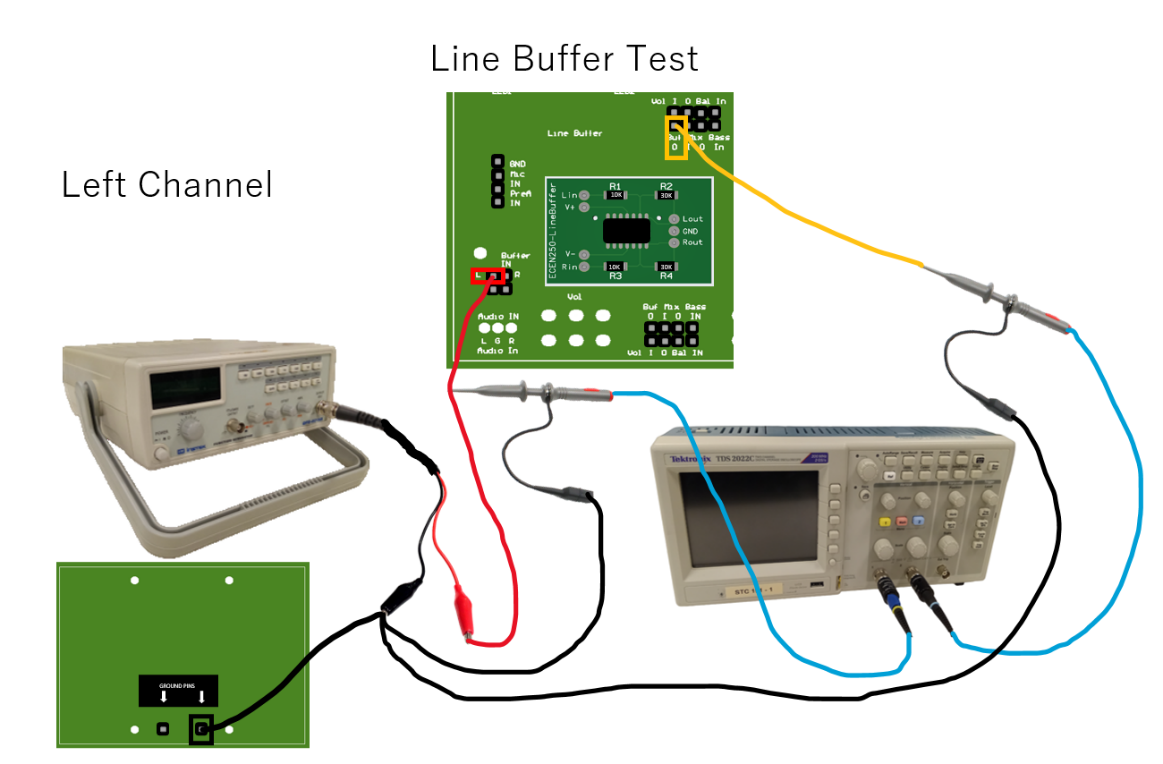 Line Buffer Test
Left Channel
Vol I O Bal In
Buf Mix Bass
O I O In
Line Buffer
GND
Mic
IN
PreA
IN
ECEN250-LineBuffer
R1
R2
Lin
10K
30K
V+
Lout
GND
Rout
V-
Rin
10K
30K
R3
R4
Buffer
IN
L
R
Vol
Audio IN
L G R
Audio In
Buf Mix Bass
O I O IN
Vol I O Bal IN
Tektronix TDS 2022C
GROUND PINS